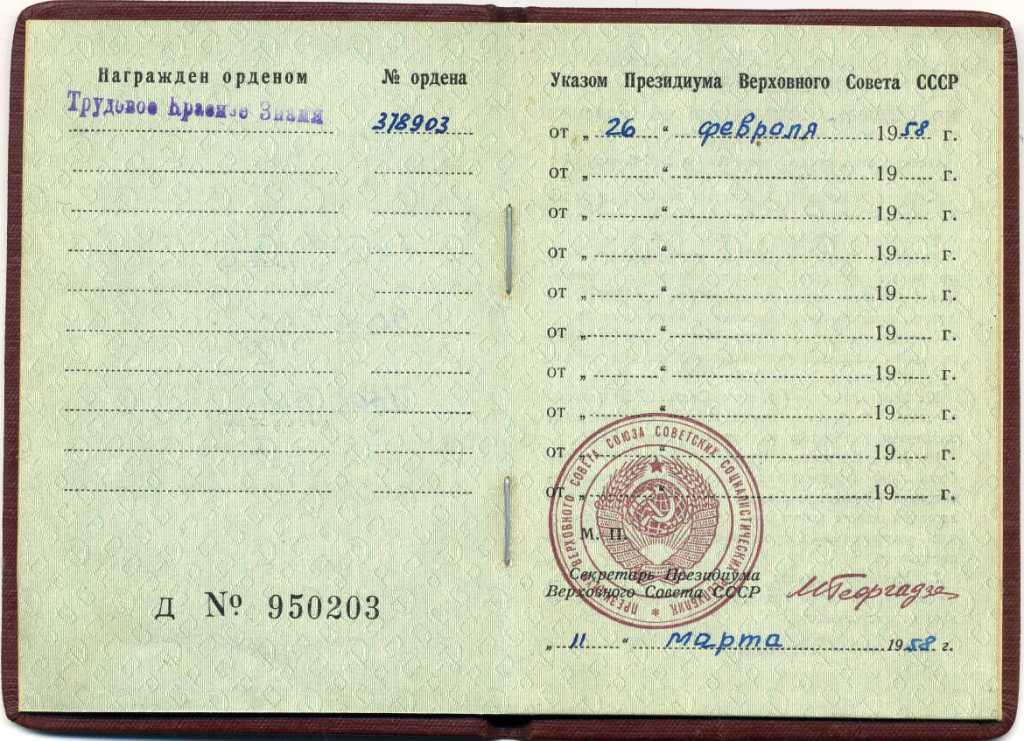 Награжден орденом
№ ордена
Трудовое Красное Знамя
378903
Д № 950203
Указом Президиума Верховного Совета СССР
от „ 26 “ февраля 1958 г.
от „ “ 19 г.
от „ “ 19 г.
от „ “ 19 г.
от „ “ 19 г.
от „ “ 19 г.
от „ “ 19 г.
от „ “ 19 г.
от „ “ 19 г.
от „ “ 19 г.
ПРЕЗИДИУМ ВЕРХОВНОГО СОВЕТА СОЮЗА СОВЕТСКИХ СОЦИАЛИСТИЧЕСКИХ РЕСПУБЛИК
М. П.
Секретарь Президиума
Верховного Совета СССР
МГеоргадзе
„ 11 “ марта 1958 г.